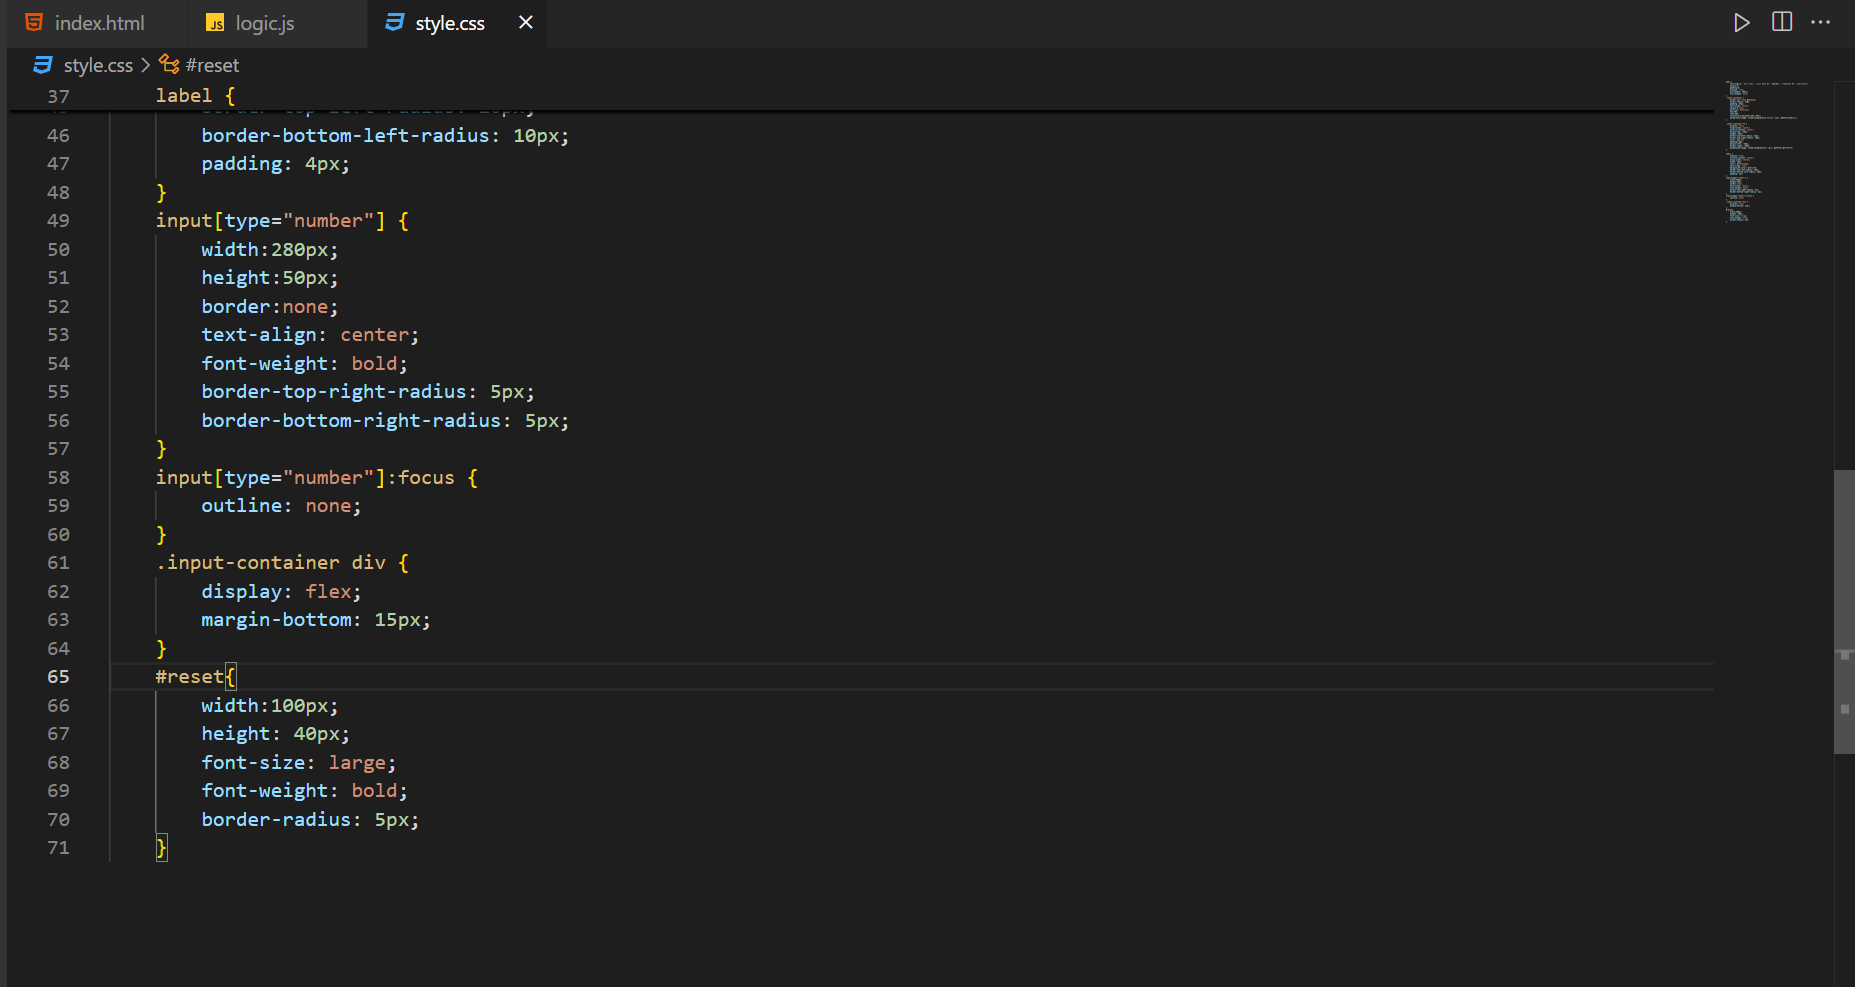 index.html
JS logic.js
style.css
style.css > #reset
37 label {
46 border-bottom-left-radius: 10px;
47 padding: 4px;
48 }
49 input[type="number"] {
50 width:280px;
51 height:50px;
52 border:none;
53 text-align: center;
54 font-weight: bold;
55 border-top-right-radius: 5px;
56 border-bottom-right-radius: 5px;
57 }
58 input[type="number"]:focus {
59 outline: none;
60 }
61 .input-container div {
62 display: flex;
63 margin-bottom: 15px;
64 }
65 #reset{
66 width:100px;
67 height: 40px;
68 font-size: large;
69 font-weight: bold;
70 border-radius: 5px;
71 }